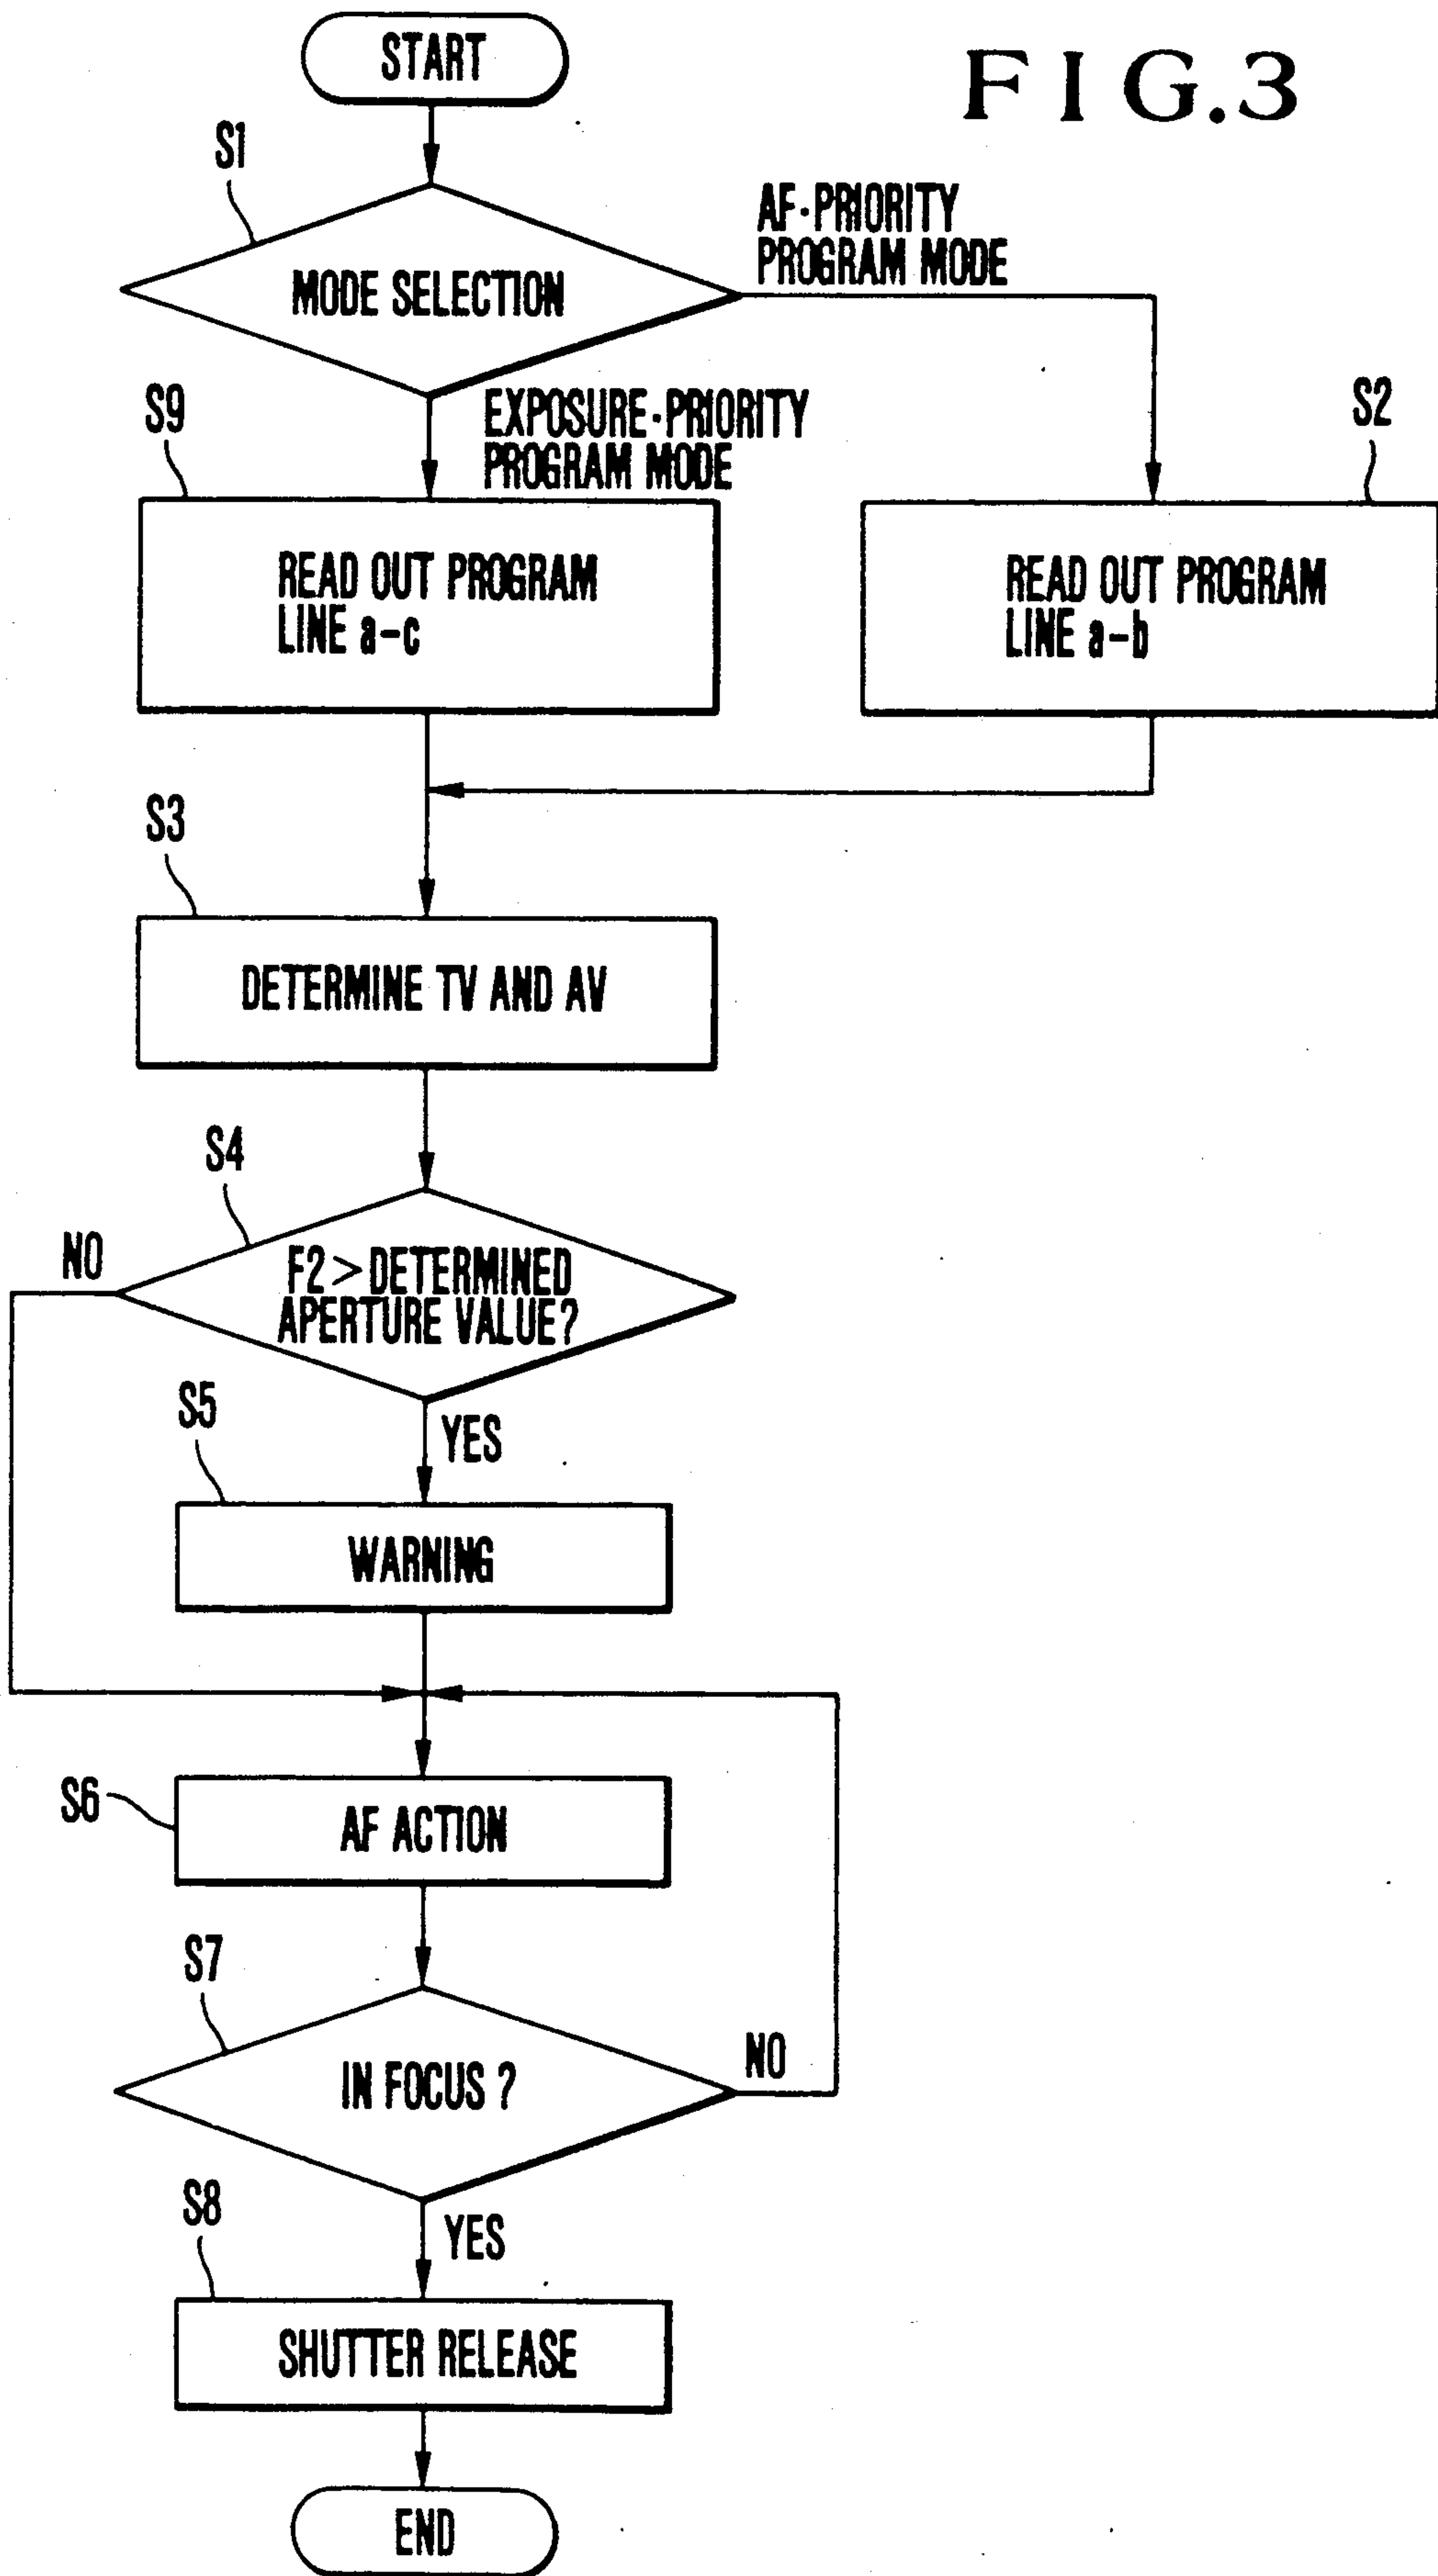 FIG.3
START
S1
MODE SELECTION
AF-PRIORITY
PROGRAM MODE
EXPOSURE-PRIORITY
PROGRAM MODE
S9
READ OUT PROGRAM
LINE a-c
S2
READ OUT PROGRAM
LINE a-b
S3
DETERMINE TV AND AV
S4
F2>DETERMINED
APERTURE VALUE?
NO
YES
S5
WARNING
S6
AF ACTION
S7
IN FOCUS ?
NO
YES
S8
SHUTTER RELEASE
END